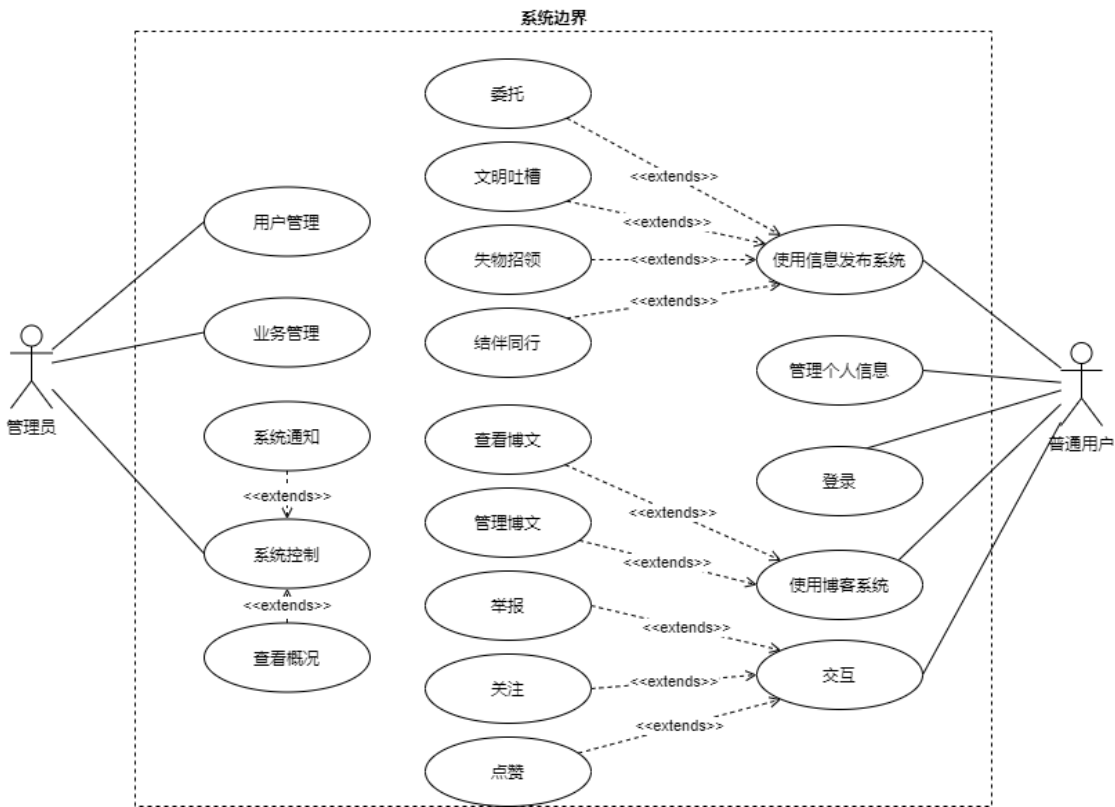 系统边界
委托
<<extends>>
文明吐槽
<<extends>>
用户管理
失物招领
<<extends>>
使用信息发布系统
<<extends>>
业务管理
结伴同行
管理个人信息
管理员
普通用户
系统通知
查看博文
登录
<<extends>>
<<extends>>
管理博文
系统控制
<<extends>>
使用博客系统
<<extends>>
举报
<<extends>>
查看概况
关注
<<extends>>
交互
<<extends>>
点赞